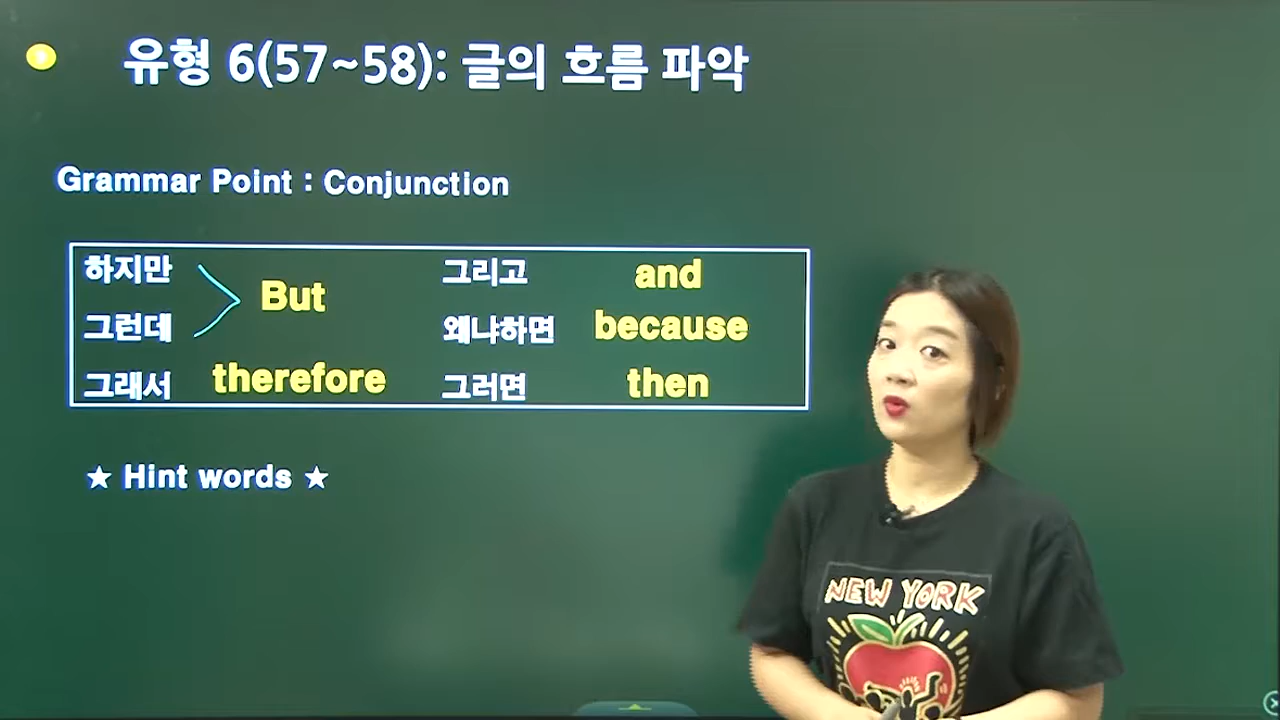 유형 6(57~58): 글의 흐름 파악
Grammar Point : Conjunction
하지만 But 그리고 and
그런데 왜냐하면 because
그래서 therefore 그러면 then
★ Hint words ★
NEW YORK